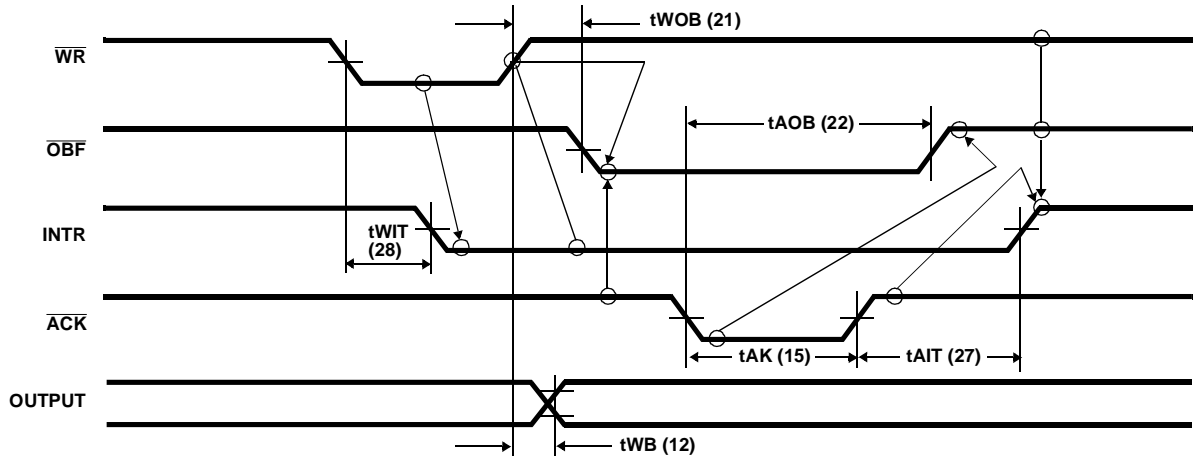 tWOB (21)
WR
tAOB (22)
OBF
INTR
tWIT
(28)
ACK
tAK (15)
tAIT (27)
OUTPUT
tWB (12)